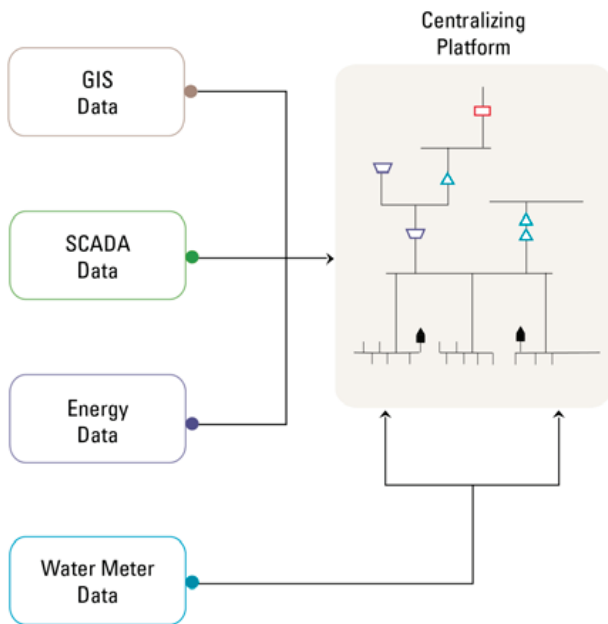 Centralizing
Platform
GIS
Data
SCADA
Data
Energy
Data
Water Meter
Data